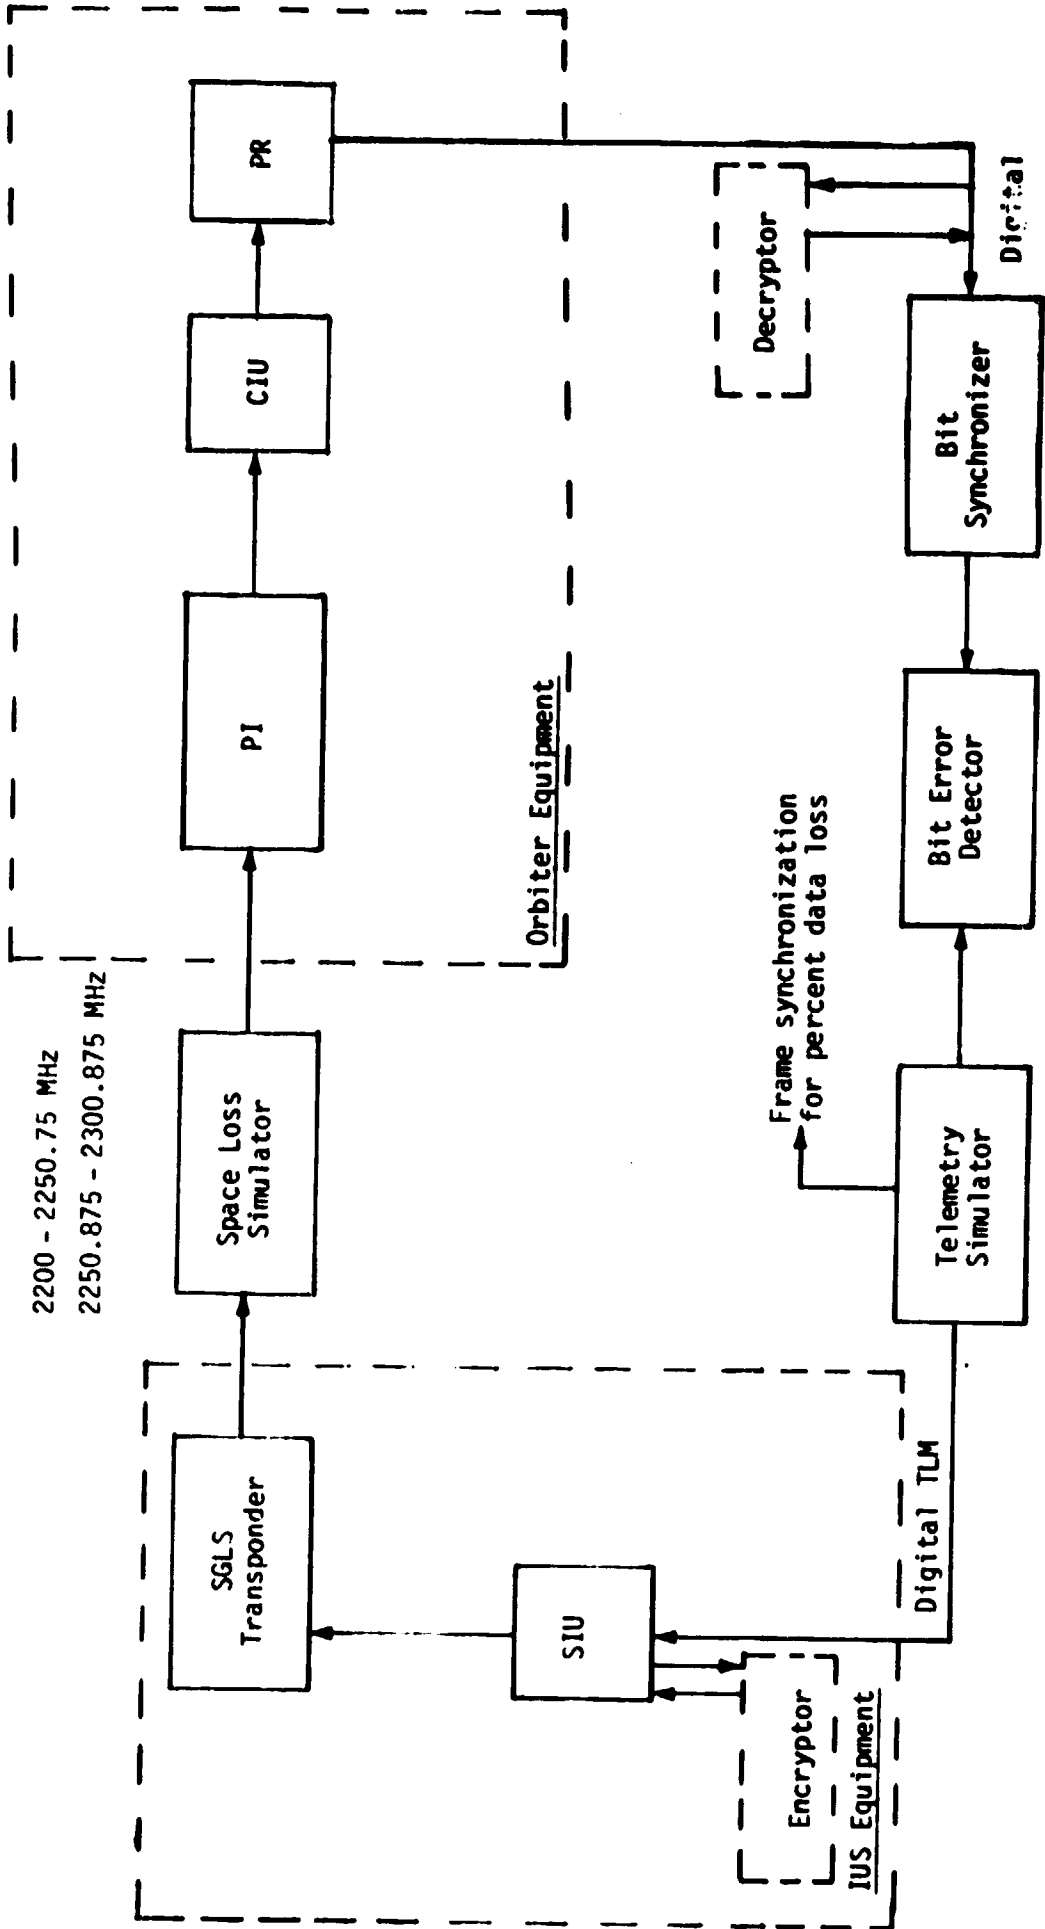 2200 - 2250.75 MHz
2250.875 - 2300.875 MHz
SGLS
Transponder
Space Loss
Simulator
PI
CIU
PR
Orbiter Equipment
SIU
Encryptor
IUS Equipment
Digital TLM
Telemetry
Simulator
Frame synchronization
for percent data loss
Bit Error
Detector
Bit
Synchronizer
Decryptor
Digital